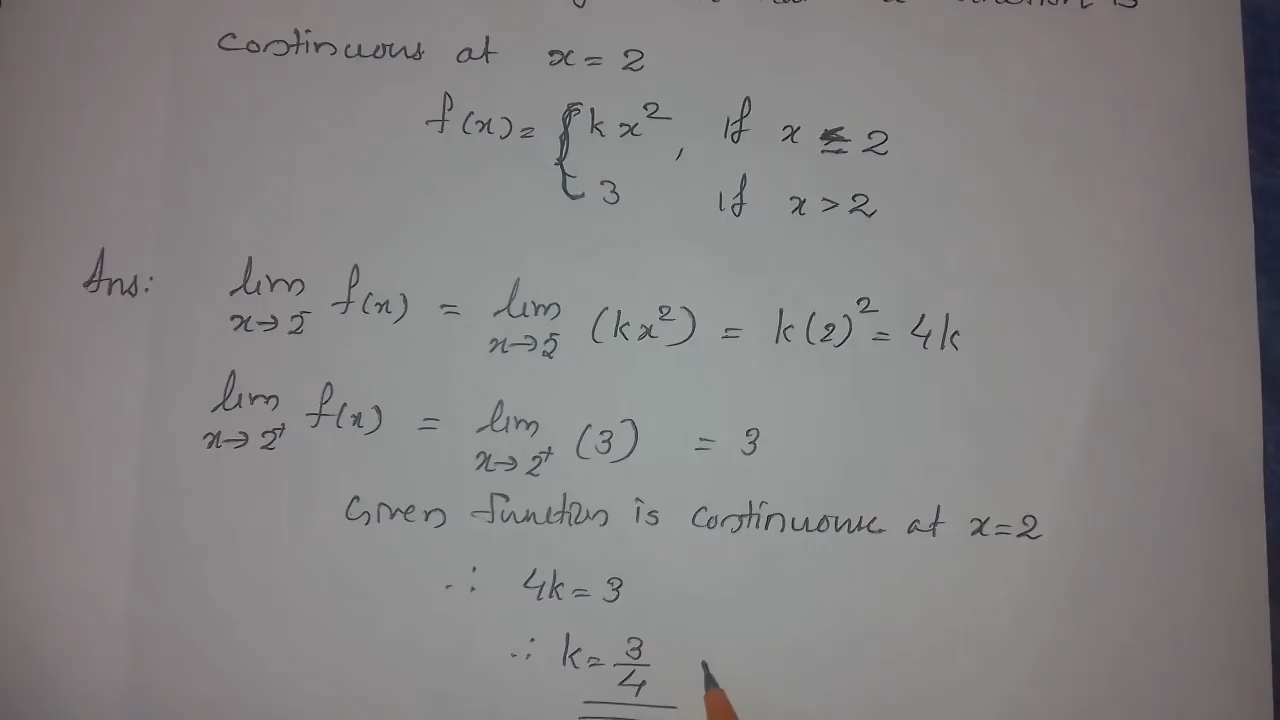 continuous at x = 2
f(x) = { kx², if x ≤ 2
3 if x > 2
Ans: lim x→2⁻ f(x) = lim x→2⁻ (kx²) = k(2)² = 4k
lim x→2⁺ f(x) = lim x→2⁺ (3) = 3
Given function is continuous at x = 2
∴ 4k = 3
∴ k = 3/4